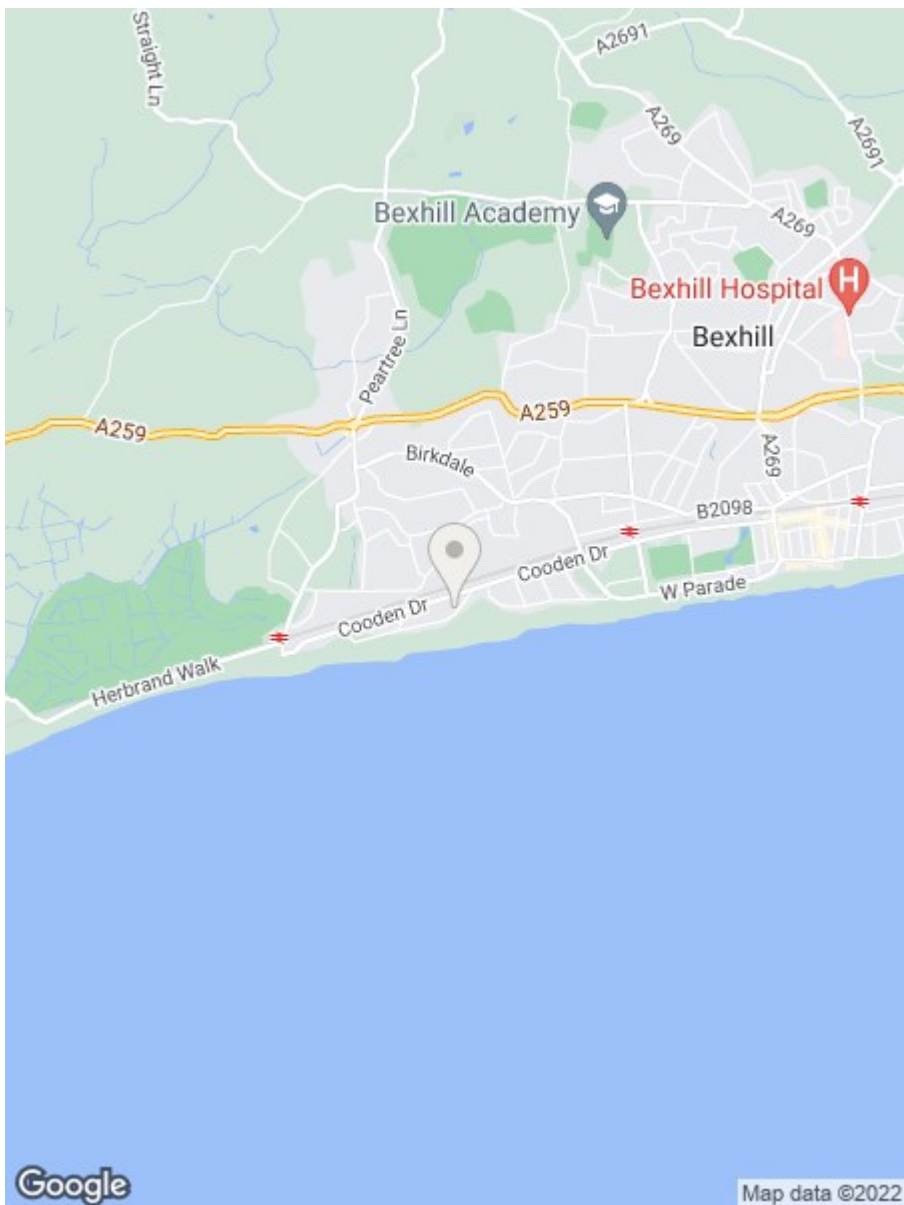 Straight Ln
A2691
A269
A2691
Bexhill Academy
A269
Bexhill Hospital
H
Bexhill
Peartree Ln
A259
A259
Birkdale
A269
B2098
Cooden Dr
W Parade
Cooden Dr
Herbrand Walk
Google
Map data ©2022